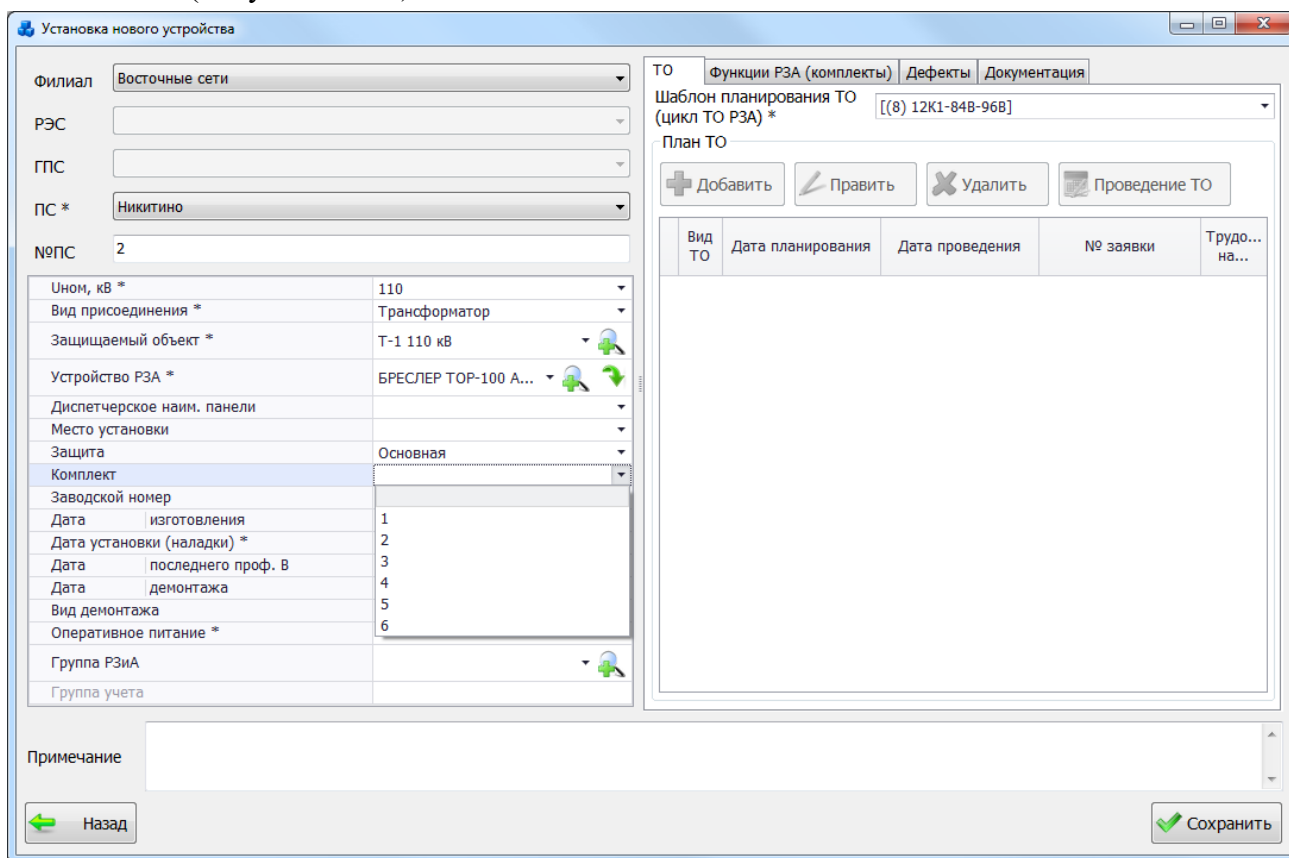 Установка нового устройства
Филиал Восточные сети
РЭС
ГПС
ПС * Никитино
№ПС 2
Uном, кВ * 110
Вид присоединения * Трансформатор
Защищаемый объект * Т-1 110 кВ
Устройство РЗА * БРЕСЛЕР ТОР-100 А...
Диспетчерское наим. панели
Место установки
Защита Основная
Комплект
Заводской номер
Дата изготовления 1
Дата установки (наладки) * 2
Дата последнего проф. В 3
Дата демонтажа 4
Вид демонтажа 5
Оперативное питание * 6
Группа РЗиА
Группа учета
ТО Функции РЗА (комплекты) Дефекты Документация
Шаблон планирования ТО
(цикл ТО РЗА) * [(8) 12К1-84В-96В]
План ТО
Добавить Править Удалить Проведение ТО
Вид ТО Дата планирования Дата проведения № заявки Трудо... на...
Примечание
Назад Сохранить